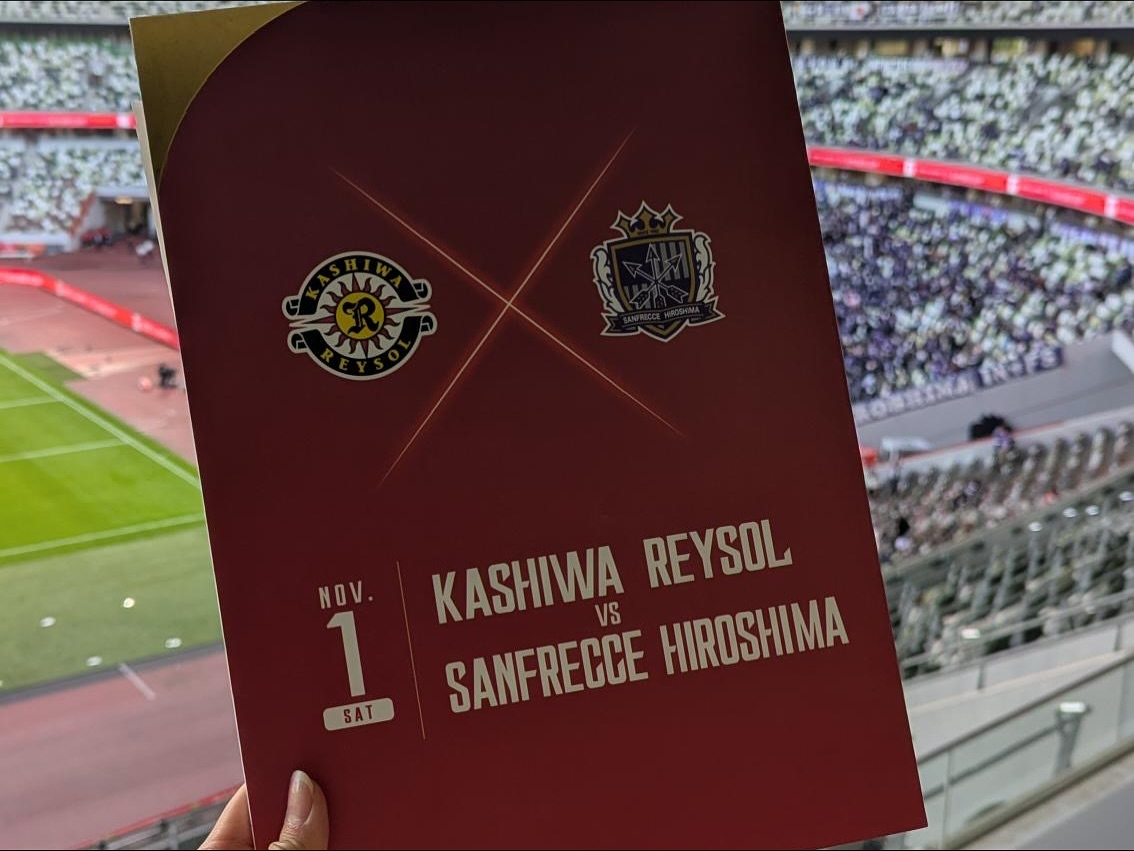 KASHIWA
REYSOL
SANFRECCE HIROSHIMA
NOV.
1
SAT
KASHIWA REYSOL
VS
SANFRECCE HIROSHIMA